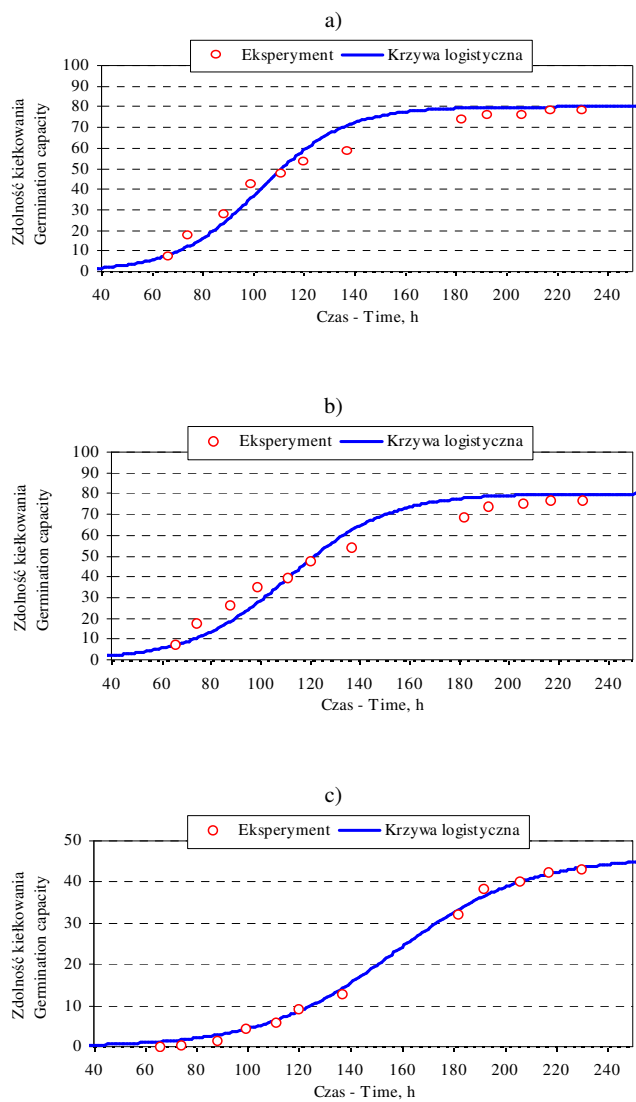 a)
Eksperyment Krzywa logistyczna
100
90
80
70
60
50
40
30
20
10
0
Zdolność kiełkowania
Germination capacity
40 60 80 100 120 140 160 180 200 220 240
Czas - Time, h
b)
Eksperyment Krzywa logistyczna
100
90
80
70
60
50
40
30
20
10
0
Zdolność kiełkowania
Germination capacity
40 60 80 100 120 140 160 180 200 220 240
Czas - Time, h
c)
Eksperyment Krzywa logistyczna
50
40
30
20
10
0
Zdolność kiełkowania
Germination capacity
40 60 80 100 120 140 160 180 200 220 240
Czas - Time, h